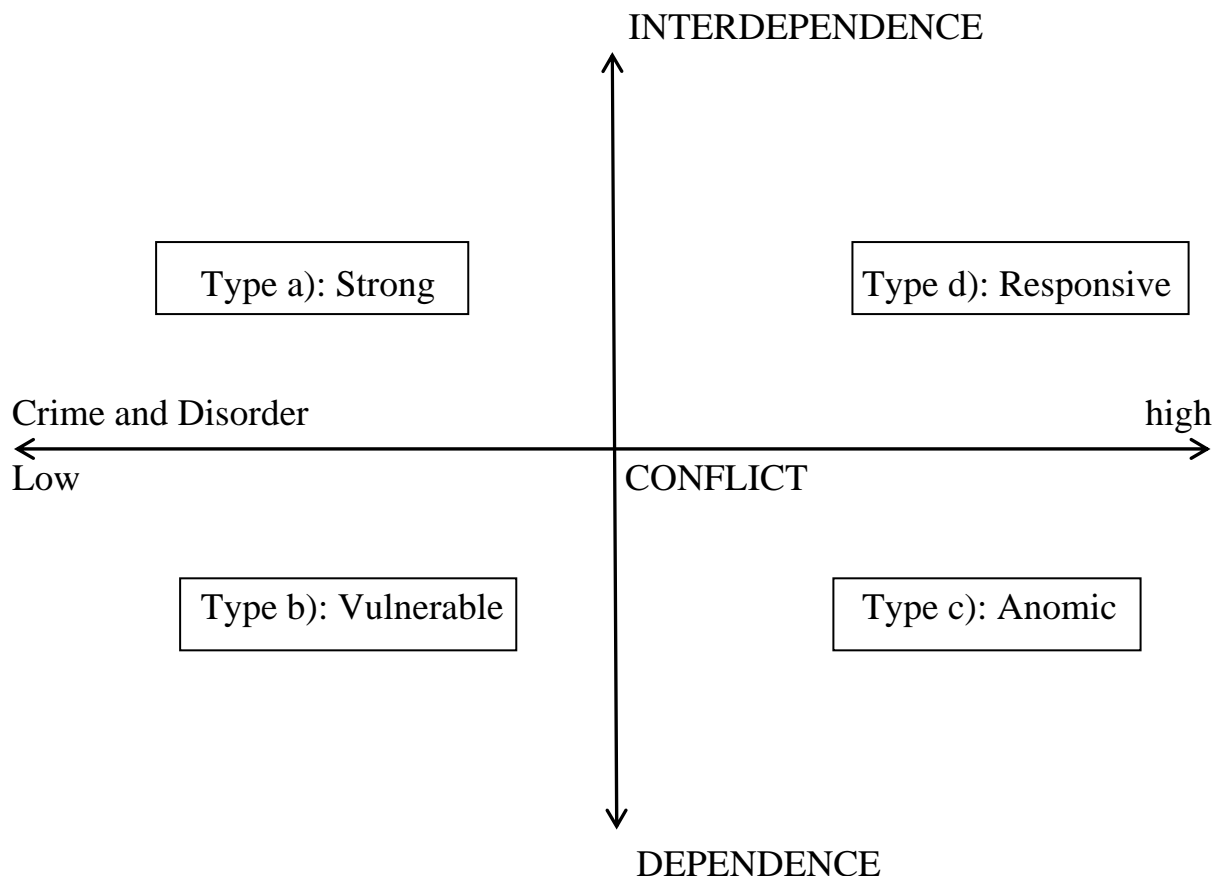 INTERDEPENDENCE
Type a): Strong
Type d): Responsive
Crime and Disorder
high
Low
CONFLICT
Type b): Vulnerable
Type c): Anomic
DEPENDENCE